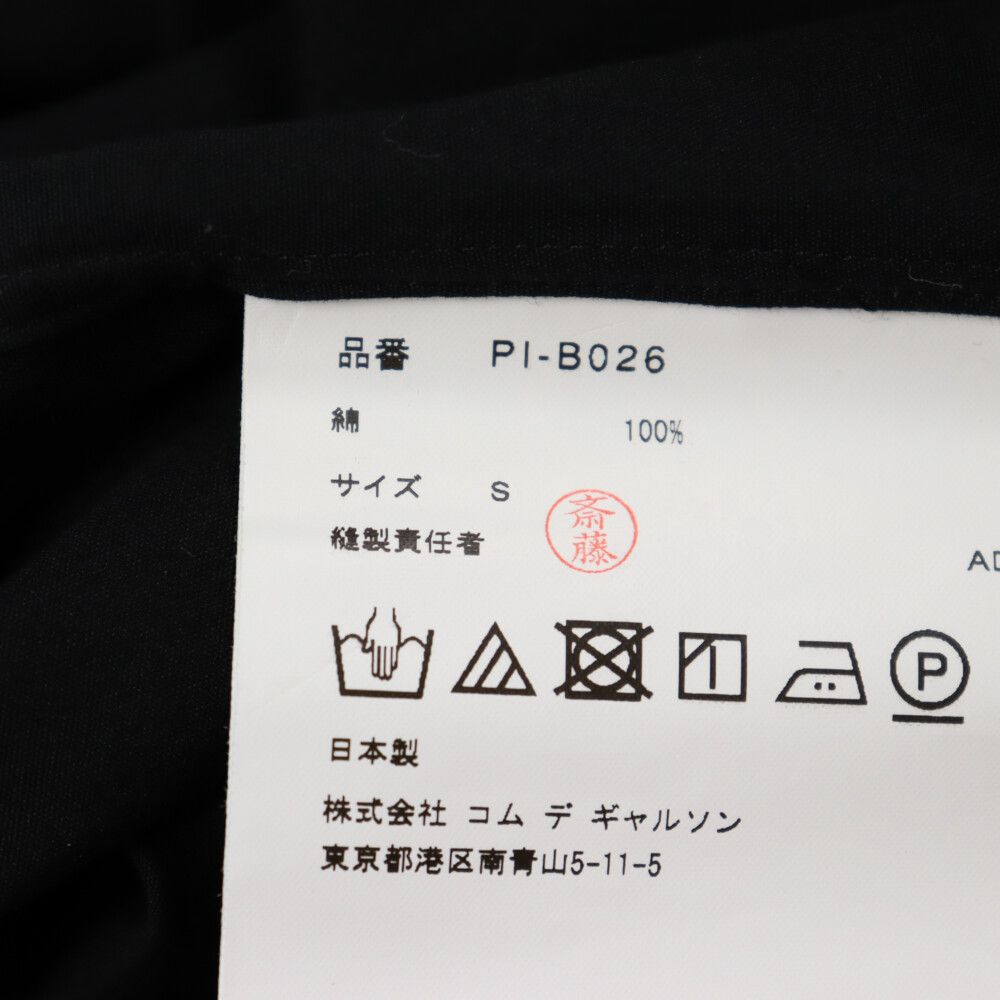 品番 PI-B026
綿 100%
サイズ S
縫製責任者 斎藤
AD
P
日本製
株式会社 コム デ ギャルソン
東京都港区南青山5-11-5